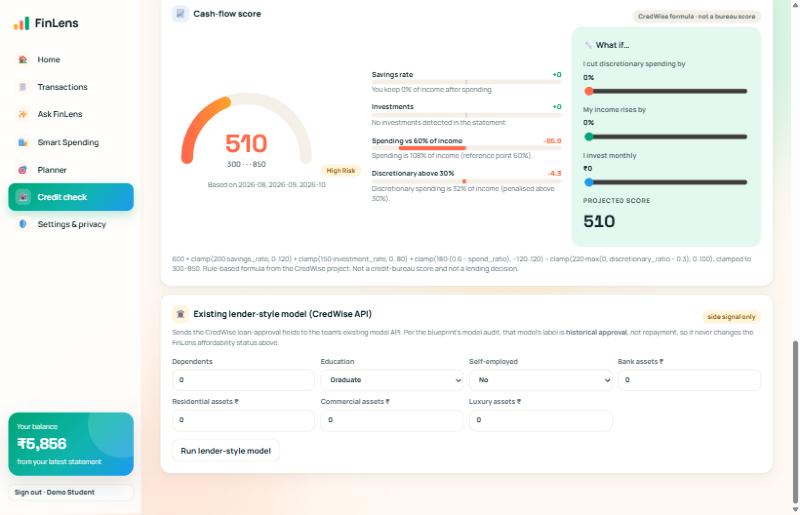 FinLens
Home
Transactions
Ask FinLens
Smart Spending
Planner
Credit check
Settings & privacy
Your balance
₹5,856
from your latest statement
Sign out · Demo Student
Cash-flow score
CredWise formula · not a bureau score
510
300 · · · 850
High Risk
Based on 2026-08, 2026-09, 2026-10
Savings rate +0
You keep 0% of income after spending.
Investments +0
No investments detected in the statement.
Spending vs 60% of income -85.9
Spending is 108% of income (reference point 60%).
Discretionary above 30% -4.3
Discretionary spending is 32% of income (penalised above
30%).
What if...
I cut discretionary spending by
0%
My income rises by
0%
I invest monthly
₹0
PROJECTED SCORE
510
600 + clamp(200·savings_rate, 0..120) + clamp(150·investment_rate, 0..80) + clamp(180·(0.6 − spend_ratio), −120..120) − clamp(220·max(0, discretionary_ratio − 0.3), 0..100), clamped to
300–850. Rule-based formula from the CredWise project. Not a credit-bureau score and not a lending decision.
Existing lender-style model (CredWise API)
side signal only
Sends the CredWise loan-approval fields to the team's existing model API. Per the blueprint's model audit, that model's label is historical approval, not repayment, so it never changes the
FinLens affordability status above.
Dependents
0
Education
Graduate
Self-employed
No
Bank assets ₹
0
Residential assets ₹
0
Commercial assets ₹
0
Luxury assets ₹
0
Run lender-style model